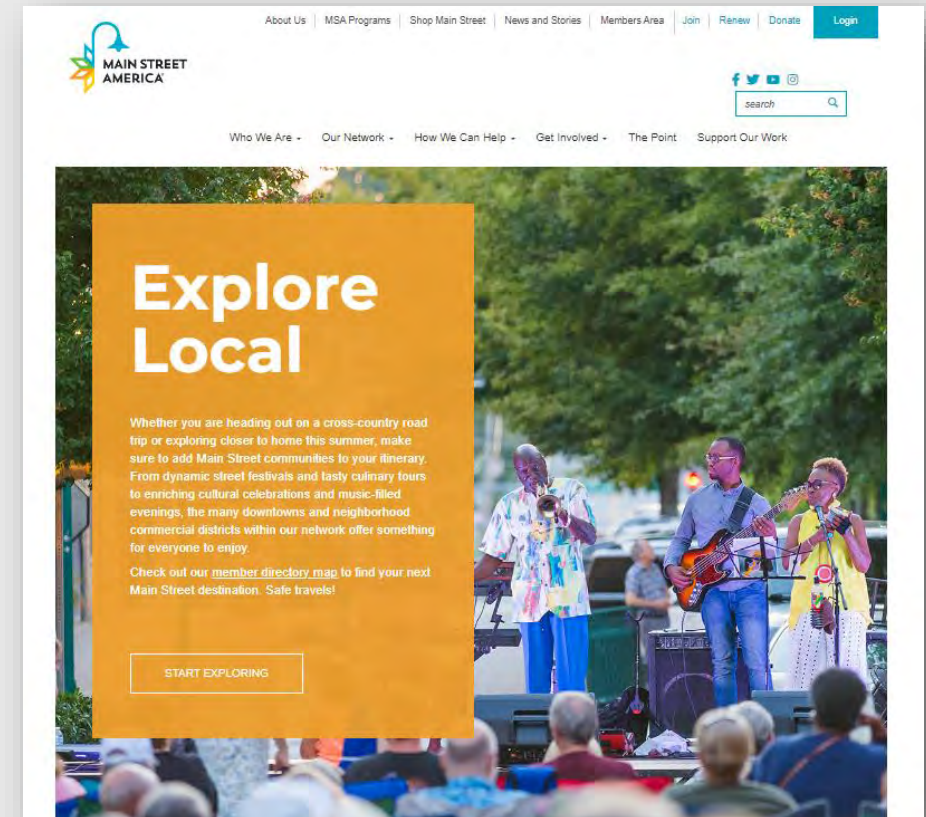 About Us | MSA Programs | Shop Main Street | News and Stories | Members Area | Join | Renew | Donate Login
MAIN STREET
AMERICA
search
Who We Are Our Network How We Can Help Get Involved The Point Support Our Work
Explore
Local
Whether you are heading out on a cross-country road
trip or exploring closer to home this summer, make
sure to add Main Street communities to your itinerary.
From dynamic street festivals and tasty culinary tours
to enriching cultural celebrations and music-filled
evenings, the many downtowns and neighborhood
commercial districts within our network offer something
for everyone to enjoy.
Check out our member directory map to find your next
Main Street destination. Safe travels!
START EXPLORING